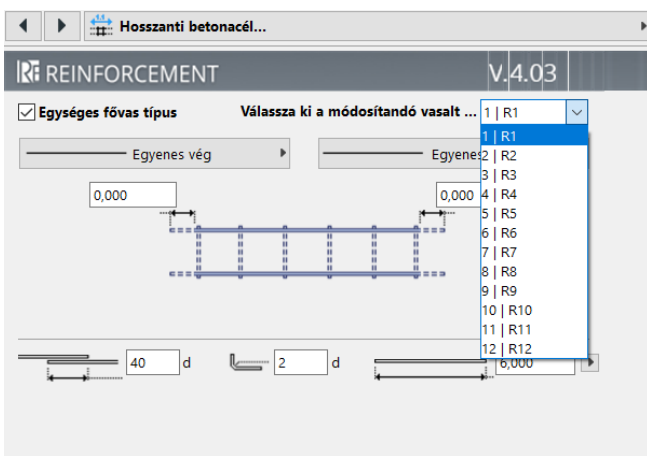 Hosszanti betonacél...
REINFORCEMENT V.4.03
Egységes fővas típus Válassza ki a módosítandó vasalt ... 1 | R1
1 | R1
Egyenes vég Egyenes
2 | R2
3 | R3
0,000 0,000
4 | R4
5 | R5
6 | R6
7 | R7
8 | R8
9 | R9
10 | R10
11 | R11
12 | R12
40 d 2 d 6,000